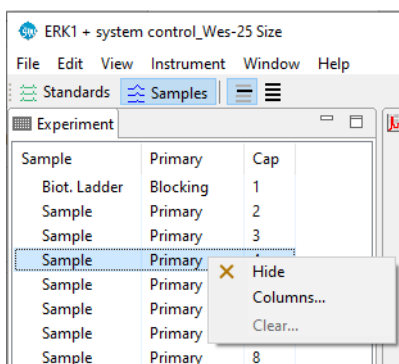 ERK1 + system control_Wes-25 Size
File Edit View Instrument Window Help
Standards Samples
Experiment
Sample Primary Cap
Biot. Ladder Blocking 1
Sample Primary 2
Sample Primary 3
Sample Primary
Sample Primary
Sample Primary
Sample Primary
Sample Primary 8
Hide
Columns...
Clear...